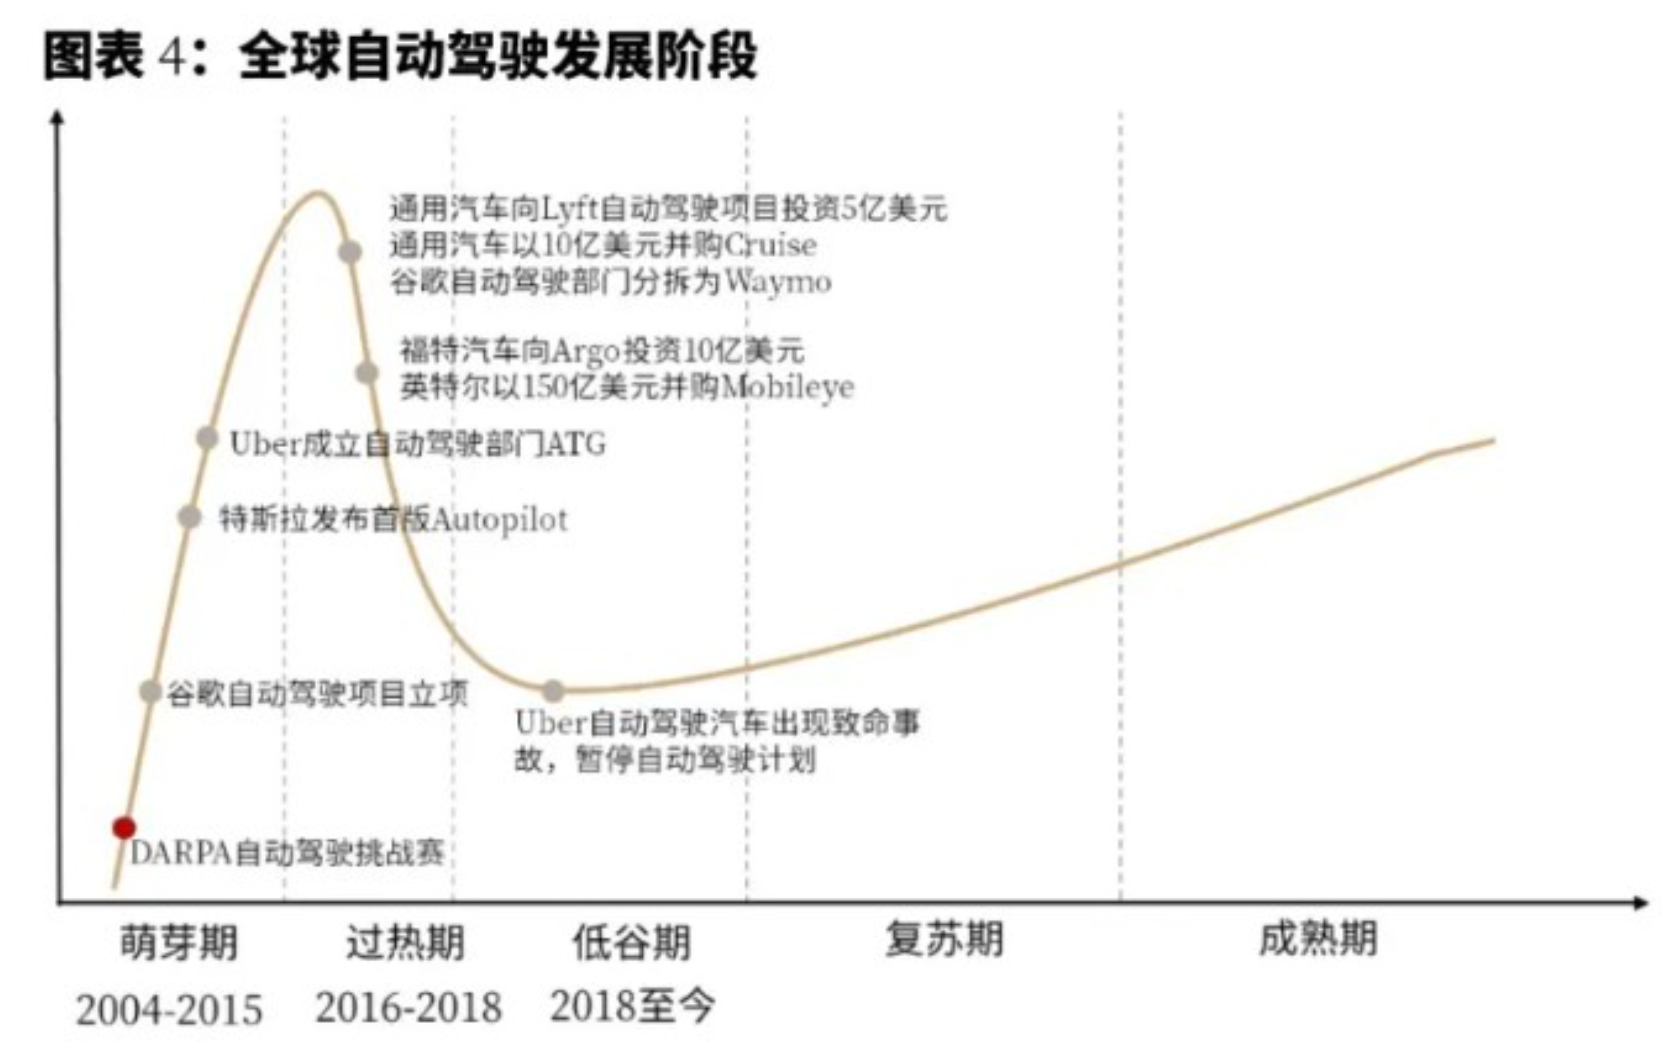 图表 4：全球自动驾驶发展阶段
通用汽车向Lyft自动驾驶项目投资5亿美元
通用汽车以10亿美元并购Cruise
谷歌自动驾驶部门分拆为Waymo
福特汽车向Argo投资10亿美元
英特尔以150亿美元并购Mobileye
Uber成立自动驾驶部门ATG
特斯拉发布首版Autopilot
谷歌自动驾驶项目立项
Uber自动驾驶汽车出现致命事
故，暂停自动驾驶计划
DARPA自动驾驶挑战赛
萌芽期 过热期 低谷期 复苏期 成熟期
2004-2015 2016-2018 2018至今